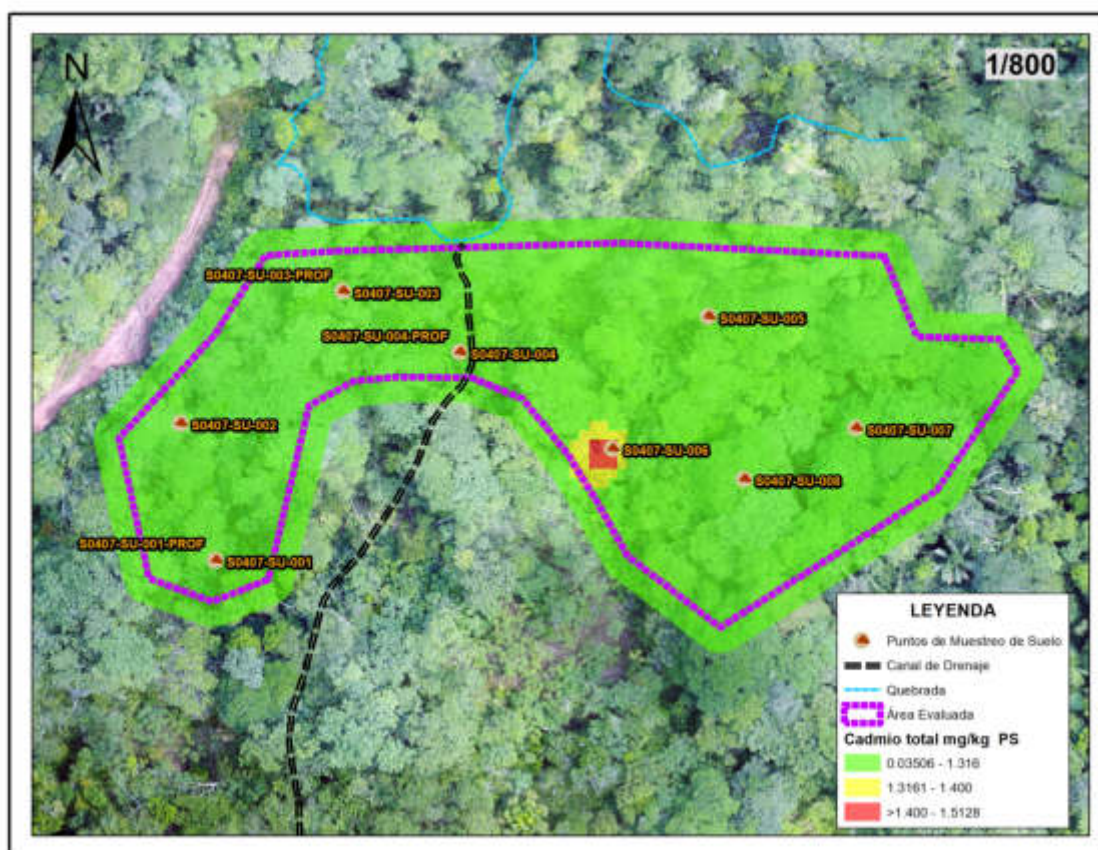 N
1/800
S0407-SU-003-PROF
S0407-SU-003
S0407-SU-004-PROF
S0407-SU-004
S0407-SU-005
S0407-SU-002
S0407-SU-006
S0407-SU-007
S0407-SU-008
S0407-SU-001-PROF
S0407-SU-001
LEYENDA
Puntos de Muestreo de Suelo
Canal de Drenaje
Quebrada
Área Evaluada
Cadmio total mg/kg PS
0.03506 - 1.316
1.3161 - 1.400
>1.400 - 1.5128